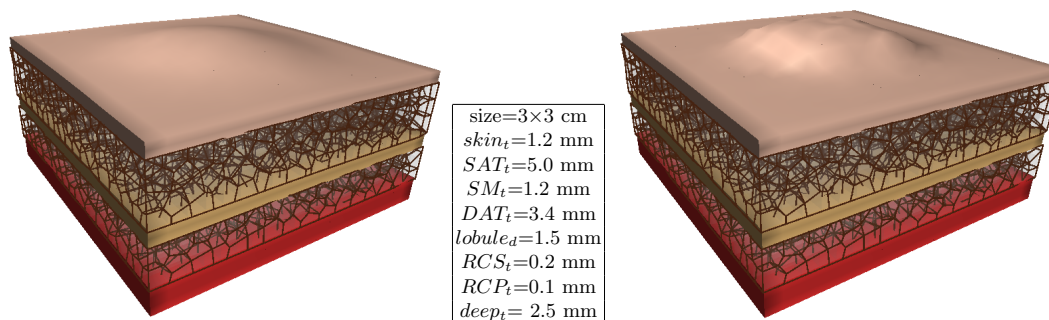 size=3×3 cm
skin_t=1.2 mm
SAT_t=5.0 mm
SM_t=1.2 mm
DAT_t=3.4 mm
lobule_d=1.5 mm
RCS_t=0.2 mm
RCP_t=0.1 mm
deep_t= 2.5 mm